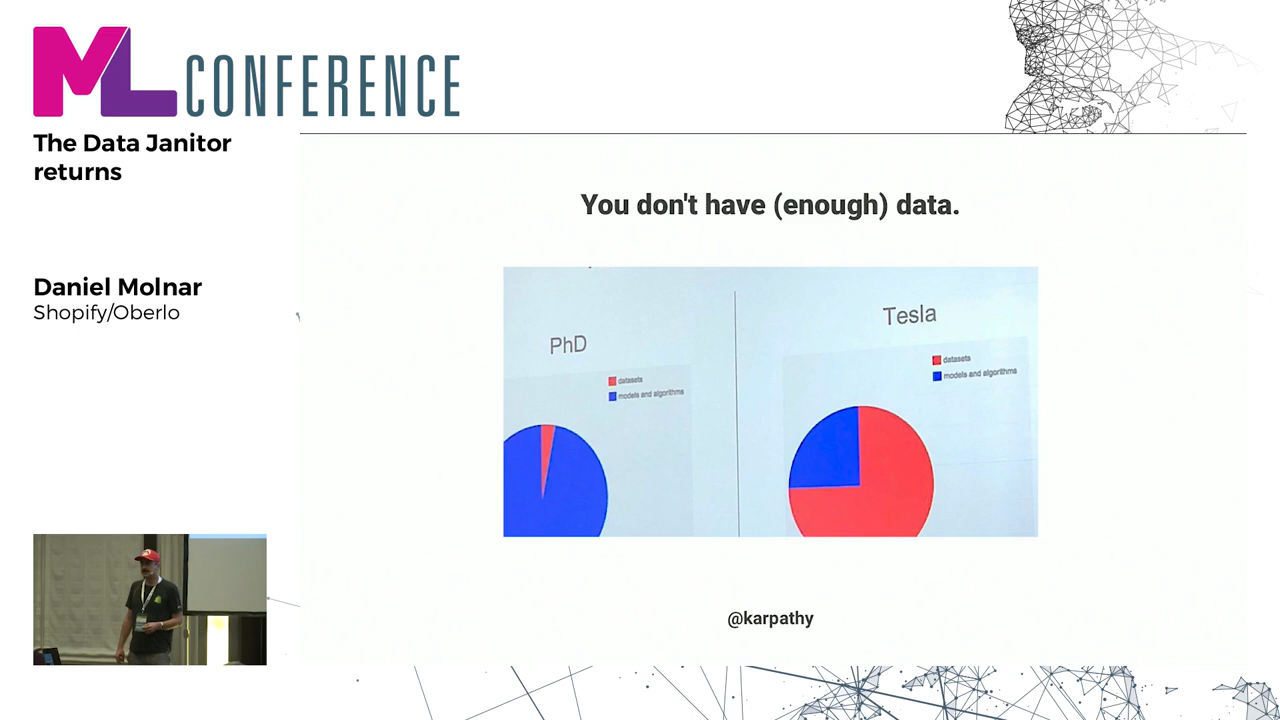 ML CONFERENCE
The Data Janitor
returns
Daniel Molnar
Shopify/Oberlo
You don't have (enough) data.
PhD
datasets
models and algorithms
Tesla
datasets
models and algorithms
@karpathy